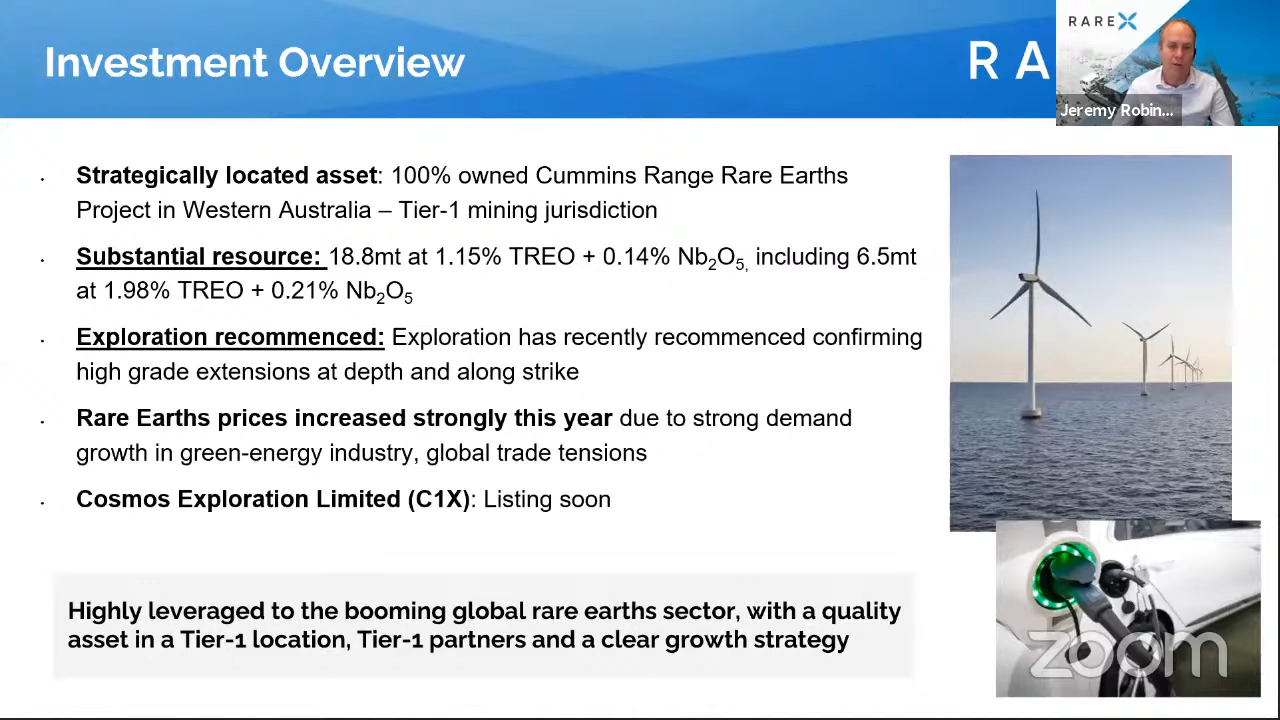 Investment Overview
R A
RAREX
Jeremy Robin...
· Strategically located asset: 100% owned Cummins Range Rare Earths
Project in Western Australia – Tier-1 mining jurisdiction
· Substantial resource: 18.8mt at 1.15% TREO + 0.14% Nb₂O₅, including 6.5mt
at 1.98% TREO + 0.21% Nb₂O₅
· Exploration recommenced: Exploration has recently recommenced confirming
high grade extensions at depth and along strike
· Rare Earths prices increased strongly this year due to strong demand
growth in green-energy industry, global trade tensions
· Cosmos Exploration Limited (C1X): Listing soon
Highly leveraged to the booming global rare earths sector, with a quality
asset in a Tier-1 location, Tier-1 partners and a clear growth strategy
zoom